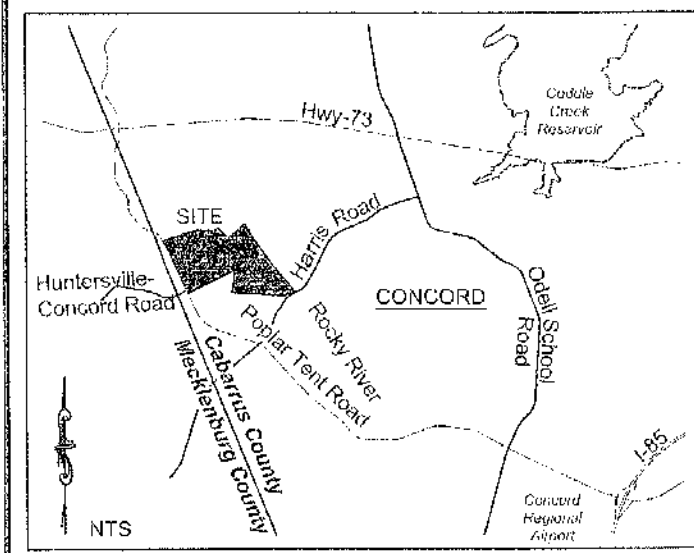 Hwy-73
Cuddle
Creek
Reservoir
SITE
Harris Road
Huntersville-
Concord Road
CONCORD
Odell School
Road
Rocky River
Poplar Tent Road
Cabarrus County
Mecklenburg County
I-85
Concord
Regional
Airport
NTS